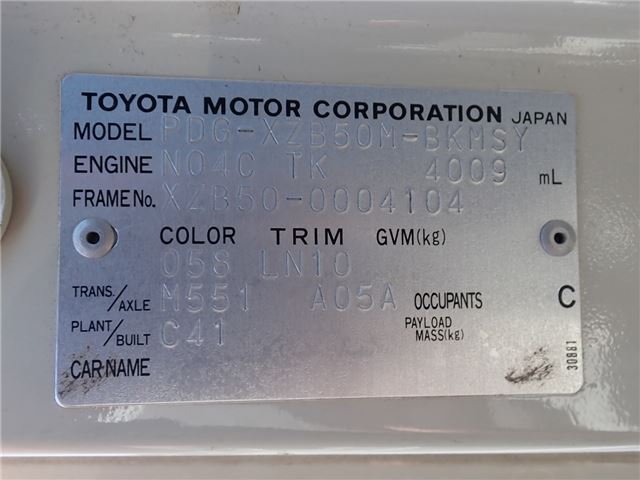 TOYOTA MOTOR CORPORATION JAPAN
MODEL PDG-XZB50M-BKMSY
ENGINE N04C TK 4009 mL
FRAME No. XZB50-0004104
COLOR TRIM GVM(kg)
058 LN10
TRANS./AXLE M551 A05A OCCUPANTS C
PLANT/BUILT C41 PAYLOAD MASS(kg)
CAR NAME
30881